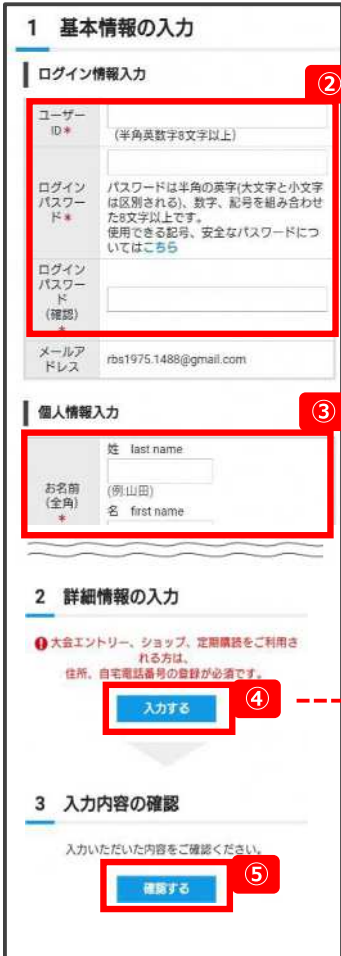 1 基本情報の入力
ログイン情報入力
②
ユーザー
ID*
(半角英数字8文字以上)
ログイン
パスワー
ド*
パスワードは半角の英字(大文字と小文字
は区別される)、数字、記号を組み合わせ
た8文字以上です。
使用できる記号、安全なパスワードにつ
いてはこちら
ログイン
パスワー
ド
(確認)
*
メールア
ドレス
rbs1975.1488@gmail.com
個人情報入力
③
お名前
(全角)
*
姓 last name
(例:山田)
名 first name
2 詳細情報の入力
大会エントリー、ショップ、定期購読をご利用さ
れる方は、
住所、自宅電話番号の登録が必須です。
入力する
④
3 入力内容の確認
入力いただいた内容をご確認ください。
確認する
⑤